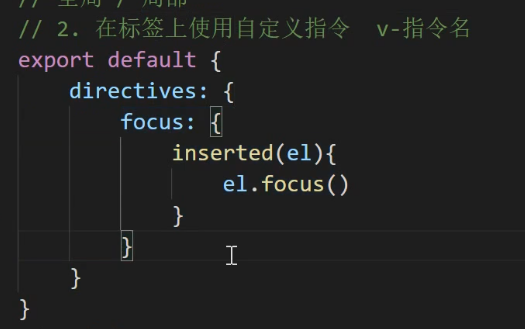 // 全局 / 局部
// 2. 在标签上使用自定义指令  v-指令名
export default {
    directives: {
        focus: {
            inserted(el){
                el.focus()
            }
        }
    }
}